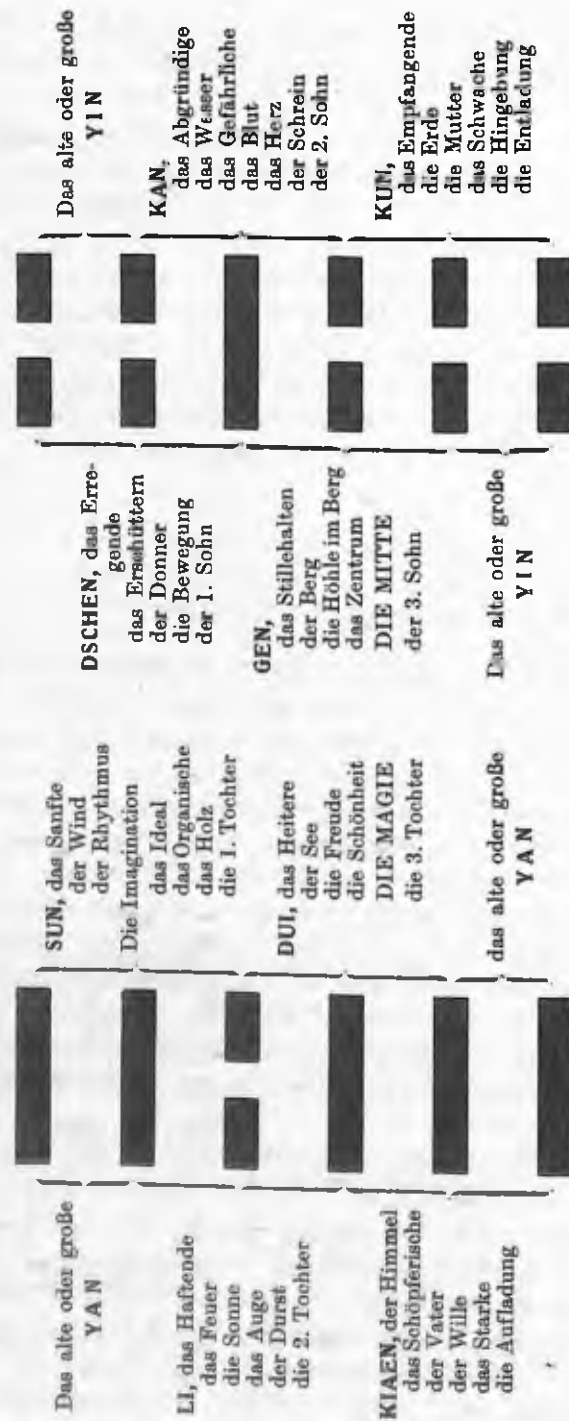 Das alte oder große
YAN
LI, das Haftende
das Feuer
die Sonne
das Auge
der Durst
die 2. Tochter
KIAEN, der Himmel
das Schöpferische
der Vater
der Wille
das Starke
die Aufladung
SUN, das Sanfte
der Wind
der Rhythmus
Die Imagination
das Ideal
das Organische
das Holz
die 1. Tochter
DUI, das Heitere
der See
die Freude
die Schönheit
DIE MAGIE
die 3. Tochter
das alte oder große
YAN
DSCHEN, das Erre-
gende
das Erschüttern
der Donner
die Bewegung
der 1. Sohn
GEN,
das Stillehalten
der Berg
die Höhle im Berg
das Zentrum
DIE MITTE
der 3. Sohn
Das alte oder große
YIN
Das alte oder große
YIN
KAN,
das Abgründige
das Wasser
das Gefährliche
das Blut
das Herz
der Schrein
der 2. Sohn
KUN,
das Empfangende
die Erde
die Mutter
das Schwache
die Hingebung
die Entladung